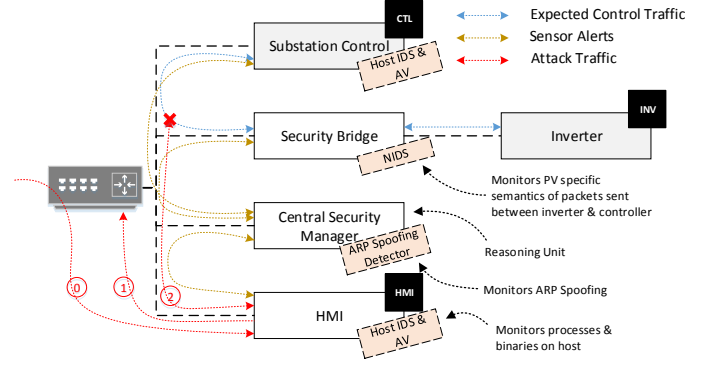 CTL
Substation Control
Host IDS &
AV
Expected Control Traffic
Sensor Alerts
Attack Traffic
Security Bridge
NIDS
INV
Inverter
Monitors PV specific
semantics of packets sent
between inverter & controller
Central Security
Manager
ARP Spoofing
Detector
Reasoning Unit
Monitors ARP Spoofing
0
1
2
HMI
HMI
Host IDS &
AV
Monitors processes &
binaries on host